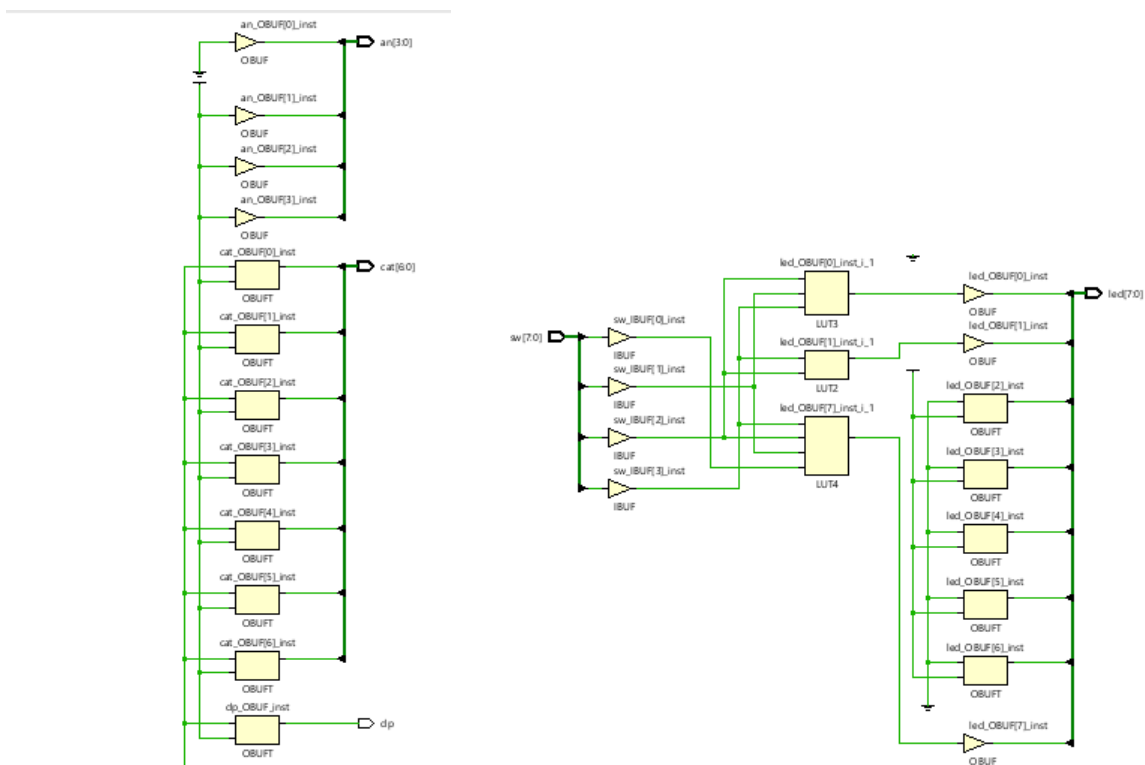 an_OBUF[0]_inst
an[3:0]
OBUF
an_OBUF[1]_inst
OBUF
an_OBUF[2]_inst
OBUF
an_OBUF[3]_inst
OBUF
cat_OBUF[0]_inst
cat[6:0]
OBUFT
cat_OBUF[1]_inst
OBUFT
cat_OBUF[2]_inst
OBUFT
cat_OBUF[3]_inst
OBUFT
cat_OBUF[4]_inst
OBUFT
cat_OBUF[5]_inst
OBUFT
cat_OBUF[6]_inst
OBUFT
dp_OBUF_inst
dp
OBUFT
sw[7:0]
sw_IBUF[0]_inst
IBUF
sw_IBUF[1]_inst
IBUF
sw_IBUF[2]_inst
IBUF
sw_IBUF[3]_inst
IBUF
led_OBUF[0]_inst_i_1
LUT3
led_OBUF[1]_inst_i_1
LUT2
led_OBUF[7]_inst_i_1
LUT4
led_OBUF[0]_inst
led[7:0]
OBUF
led_OBUF[1]_inst
OBUF
led_OBUF[2]_inst
OBUFT
led_OBUF[3]_inst
OBUFT
led_OBUF[4]_inst
OBUFT
led_OBUF[5]_inst
OBUFT
led_OBUF[6]_inst
OBUFT
led_OBUF[7]_inst
OBUF